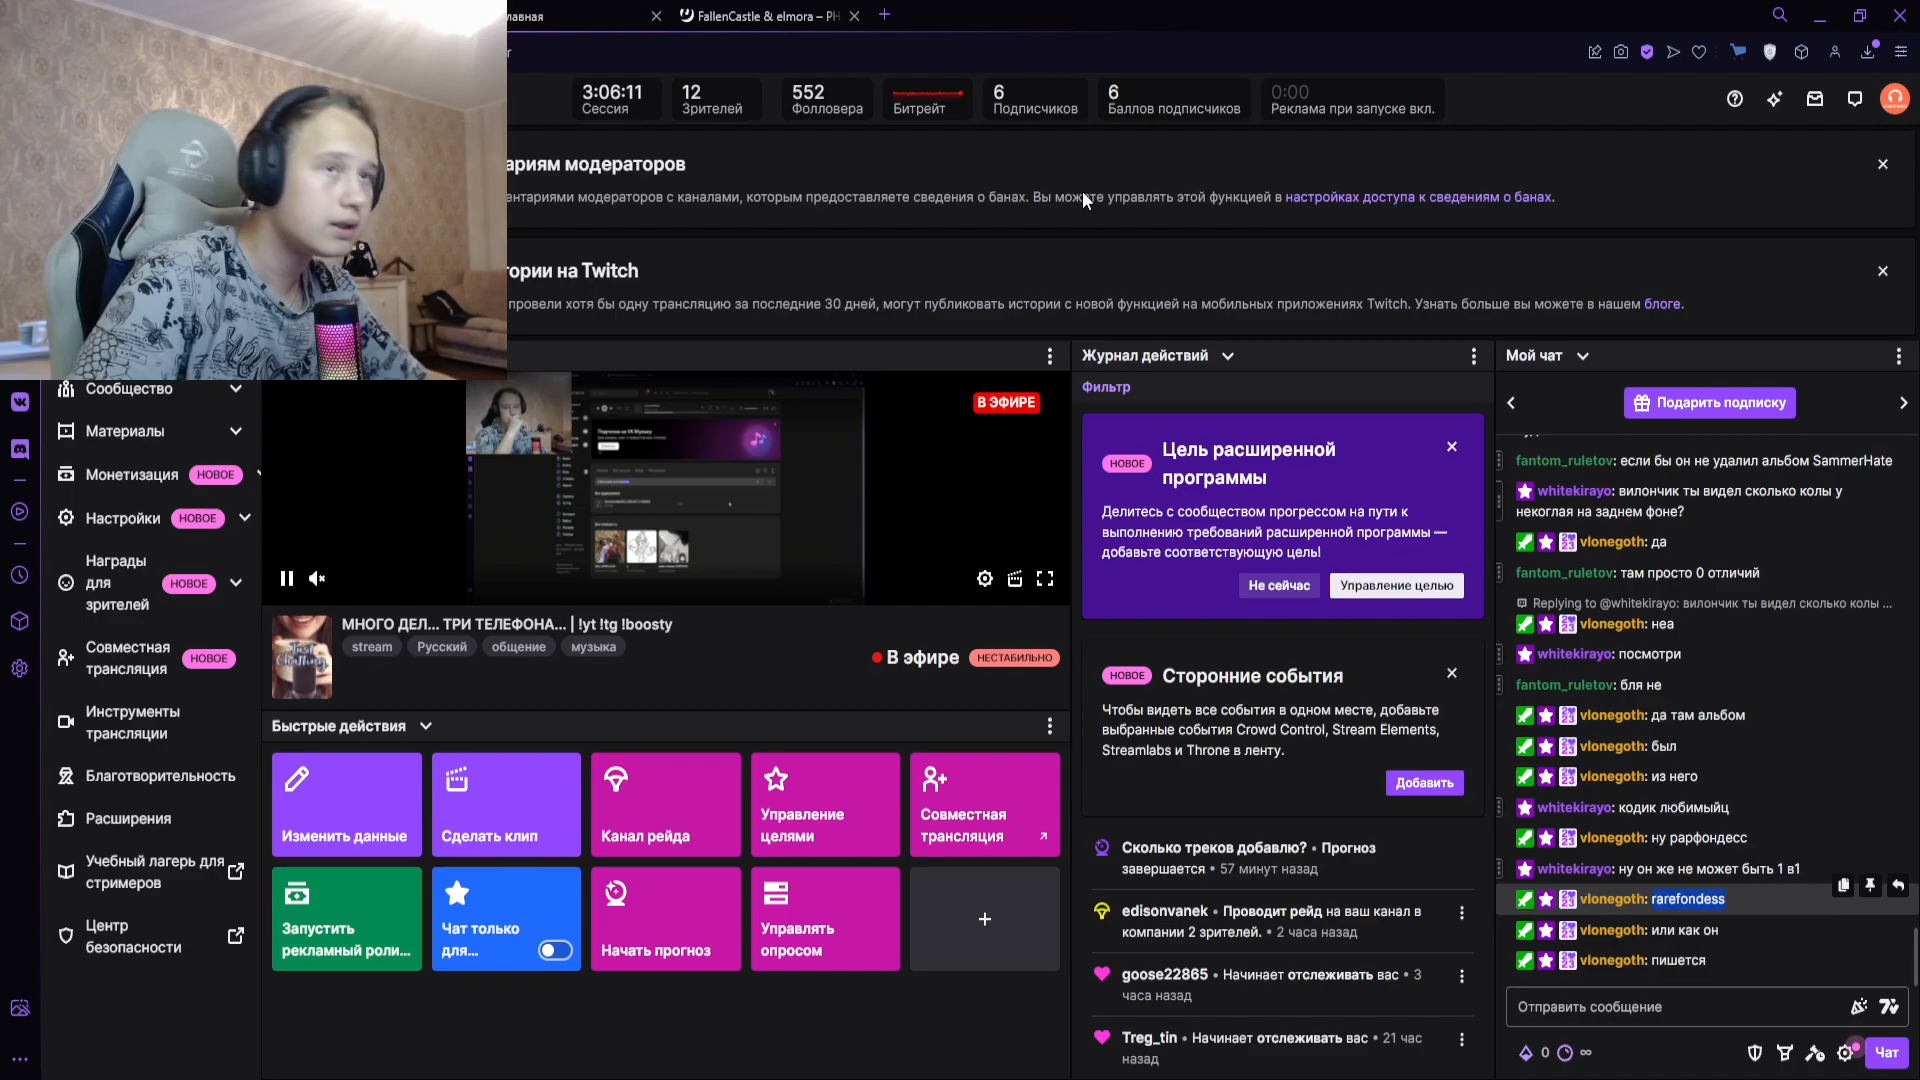 лавная
FallenCastle & elmora – PH
3:06:11
Сессия
12
Зрителей
552
Фолловера
Битрейт
6
Подписчиков
6
Баллов подписчиков
0:00
Реклама при запуске вкл.
ариям модераторов
ентариями модераторов с каналами, которым предоставляете сведения о банах. Вы можете управлять этой функцией в настройках доступа к сведениям о банах.
ории на Twitch
провели хотя бы одну трансляцию за последние 30 дней, могут публиковать истории с новой функцией на мобильных приложениях Twitch. Узнать больше вы можете в нашем блоге.
Сообщество
Материалы
Монетизация НОВОЕ
Настройки НОВОЕ
Награды
для
зрителей
НОВОЕ
Совместная
трансляция
НОВОЕ
Инструменты
трансляции
Благотворительность
Расширения
Учебный лагерь для
стримеров
Центр
безопасности
В ЭФИРЕ
МНОГО ДЕЛ... ТРИ ТЕЛЕФОНА... | !yt !tg !boosty
stream
Русский
общение
музыка
В эфире
НЕСТАБИЛЬНО
Just
Chatting
Быстрые действия
Изменить данные
Сделать клип
Канал рейда
Управление
целями
Совместная
трансляция
Запустить
рекламный роли...
Чат только
для...
Начать прогноз
Управлять
опросом
Журнал действий
Фильтр
НОВОЕ
Цель расширенной
программы
Делитесь с сообществом прогрессом на пути к
выполнению требований расширенной программы —
добавьте соответствующую цель!
Не сейчас
Управление целью
НОВОЕ
Сторонние события
Чтобы видеть все события в одном месте, добавьте
выбранные события Crowd Control, Stream Elements,
Streamlabs и Throne в ленту.
Добавить
Сколько треков добавлю? • Прогноз
завершается • 57 минут назад
edisonvanek • Проводит рейд на ваш канал в
компании 2 зрителей. • 2 часа назад
goose22865 • Начинает отслеживать вас • 3
часа назад
Treg_tin • Начинает отслеживать вас • 21 час
назад
Мой чат
Подарить подписку
fantom_ruletov: если бы он не удалил альбом SammerHate
whitekirayo: вилончик ты видел сколько колы у
некоглая на заднем фоне?
vlonegoth: да
fantom_ruletov: там просто 0 отличий
Replying to @whitekirayo: вилончик ты видел сколько колы ...
vlonegoth: неа
whitekirayo: посмотри
fantom_ruletov: бля не
vlonegoth: да там альбом
vlonegoth: был
vlonegoth: из него
whitekirayo: кодик любимыйц
vlonegoth: ну рарфондесс
whitekirayo: ну он же не может быть 1 в1
vlonegoth: rarefondess
vlonegoth: или как он
vlonegoth: пишется
Отправить сообщение
0
∞
Чат